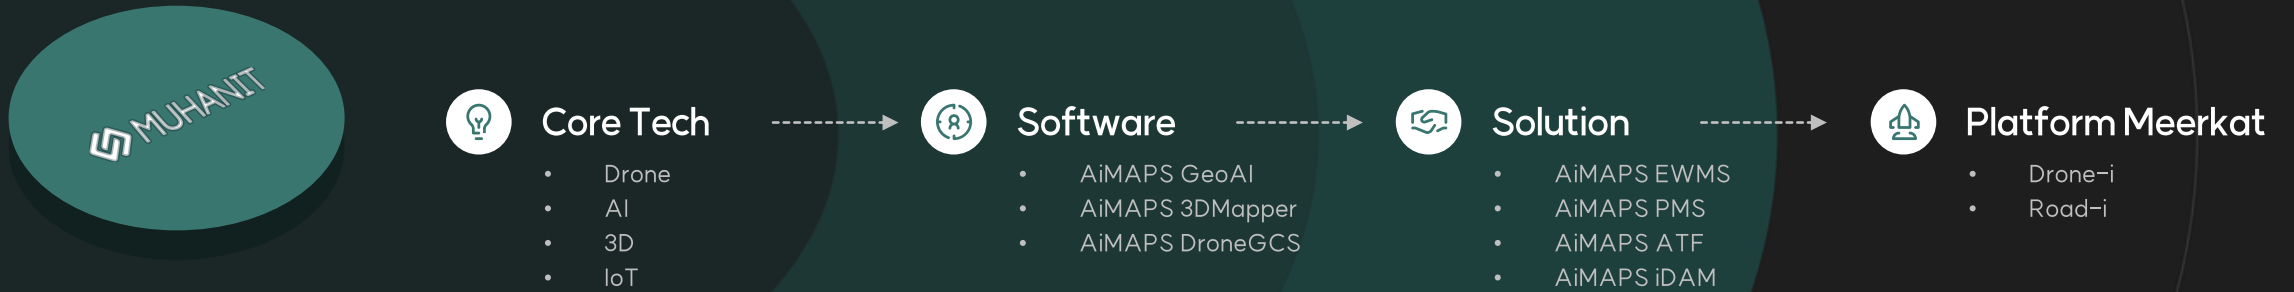 MUHANIT
Core Tech
• Drone
• AI
• 3D
• IoT
Software
• AiMAPS GeoAI
• AiMAPS 3DMapper
• AiMAPS DroneGCS
Solution
• AiMAPS EWMS
• AiMAPS PMS
• AiMAPS ATF
• AiMAPS iDAM
Platform Meerkat
• Drone-i
• Road-i